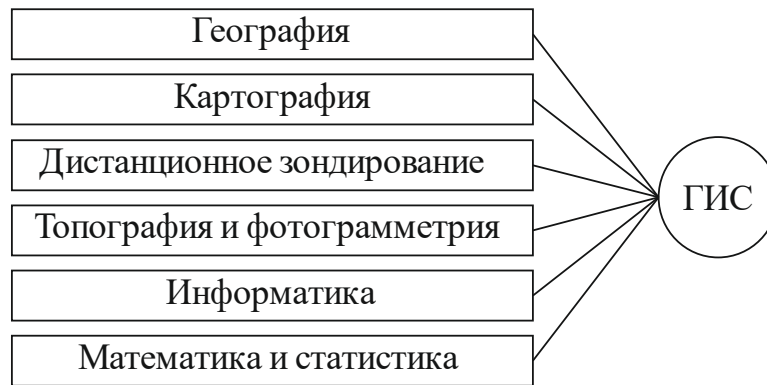 География
Картография
Дистанционное зондирование
Топография и фотограмметрия
Информатика
Математика и статистика
ГИС